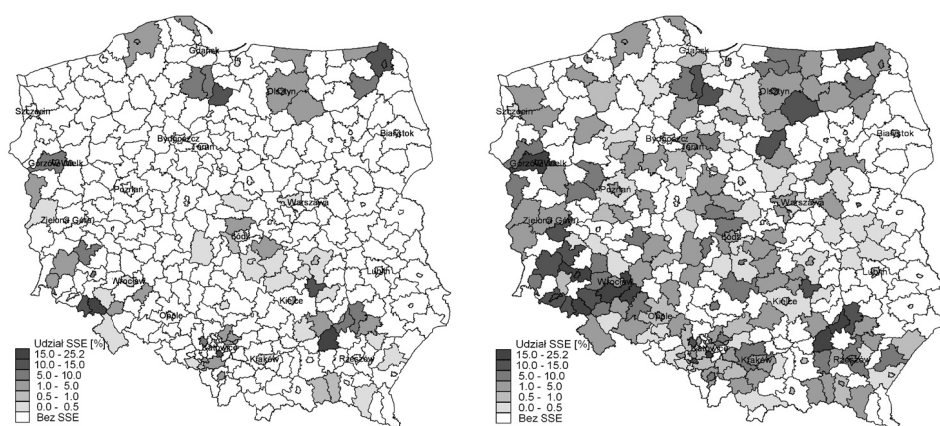 Gdańsk
Olsztyn
Szczecin
Białystok
Bydgoszcz
Toruń
Gorzów Wielk
Poznań
Warszawa
Zielona Góra
Łódź
Lublin
Wrocław
Kielce
Opole
Katowice
Kraków
Rzeszów
Udział SSE [%]
15.0 - 25.2
10.0 - 15.0
5.0 - 10.0
1.0 - 5.0
0.5 - 1.0
0.0 - 0.5
Bez SSE
Gdańsk
Olsztyn
Szczecin
Białystok
Bydgoszcz
Toruń
Gorzów Wielk
Poznań
Warszawa
Zielona Góra
Łódź
Lublin
Wrocław
Kielce
Opole
Katowice
Kraków
Rzeszów
Udział SSE [%]
15.0 - 25.2
10.0 - 15.0
5.0 - 10.0
1.0 - 5.0
0.5 - 1.0
0.0 - 0.5
Bez SSE